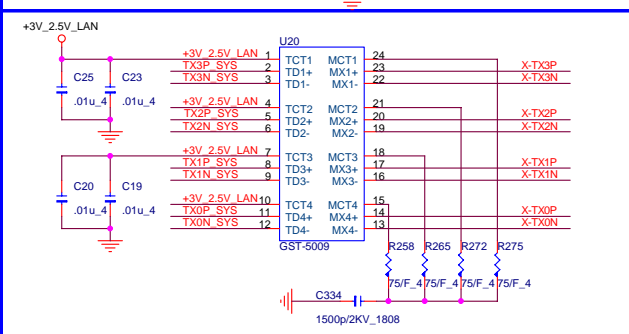 +3V_2.5V_LAN
U20
+3V_2.5V_LAN 1 TCT1 MCT1 24
TX3P_SYS 2 TD1+ MX1+ 23 X-TX3P
TX3N_SYS 3 TD1- MX1- 22 X-TX3N
C25 C23
.01u_4 .01u_4
+3V_2.5V_LAN 4 TCT2 MCT2 21
TX2P_SYS 5 TD2+ MX2+ 20 X-TX2P
TX2N_SYS 6 TD2- MX2- 19 X-TX2N
+3V_2.5V_LAN 7 TCT3 MCT3 18
TX1P_SYS 8 TD3+ MX3+ 17 X-TX1P
TX1N_SYS 9 TD3- MX3- 16 X-TX1N
C20 C19
.01u_4 .01u_4
+3V_2.5V_LAN 10 TCT4 MCT4 15
TX0P_SYS 11 TD4+ MX4+ 14 X-TX0P
TX0N_SYS 12 TD4- MX4- 13 X-TX0N
GST-5009
R258 R265 R272 R275
75/F_4 75/F_4 75/F_4 75/F_4
C334
1500p/2KV_1808